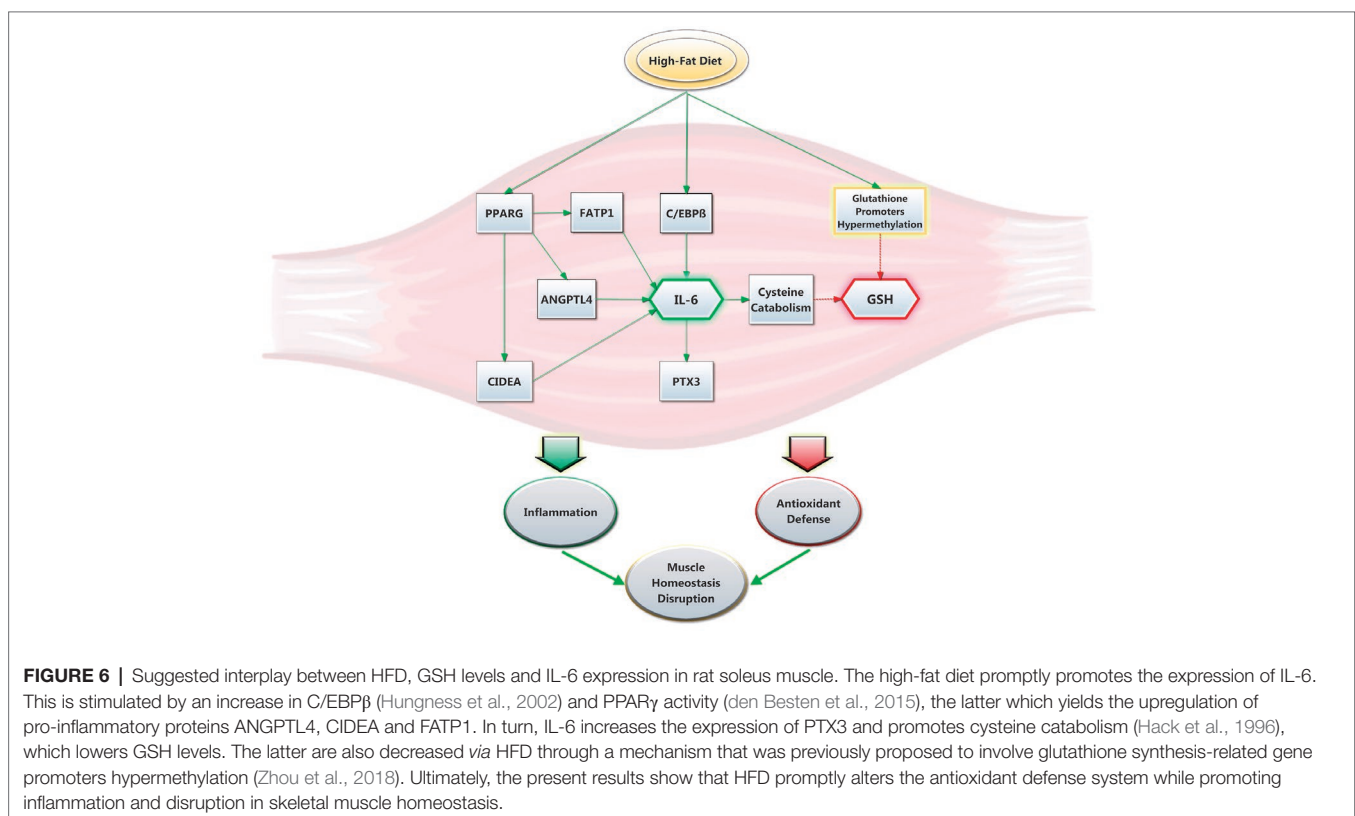 High-Fat Diet
PPARG
FATP1
C/EBPβ
Glutathione
Promoters
Hypermethylation
ANGPTL4
IL-6
Cysteine
Catabolism
GSH
CIDEA
PTX3
Inflammation
Antioxidant
Defense
Muscle
Homeostasis
Disruption
FIGURE 6 | Suggested interplay between HFD, GSH levels and IL-6 expression in rat soleus muscle. The high-fat diet promptly promotes the expression of IL-6.
This is stimulated by an increase in C/EBPβ (Hungness et al., 2002) and PPARγ activity (den Besten et al., 2015), the latter which yields the upregulation of
pro-inflammatory proteins ANGPTL4, CIDEA and FATP1. In turn, IL-6 increases the expression of PTX3 and promotes cysteine catabolism (Hack et al., 1996),
which lowers GSH levels. The latter are also decreased via HFD through a mechanism that was previously proposed to involve glutathione synthesis-related gene
promoters hypermethylation (Zhou et al., 2018). Ultimately, the present results show that HFD promptly alters the antioxidant defense system while promoting
inflammation and disruption in skeletal muscle homeostasis.